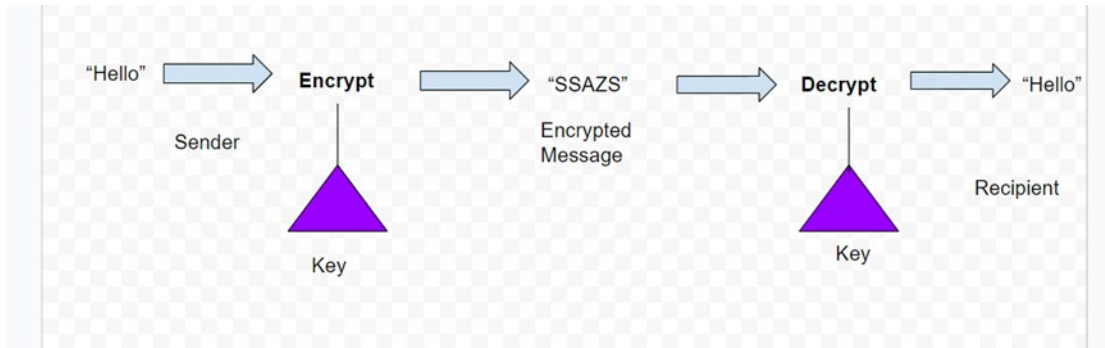 “Hello”
Encrypt
“SSAZS”
Decrypt
“Hello”
Sender
Encrypted
Message
Recipient
Key
Key